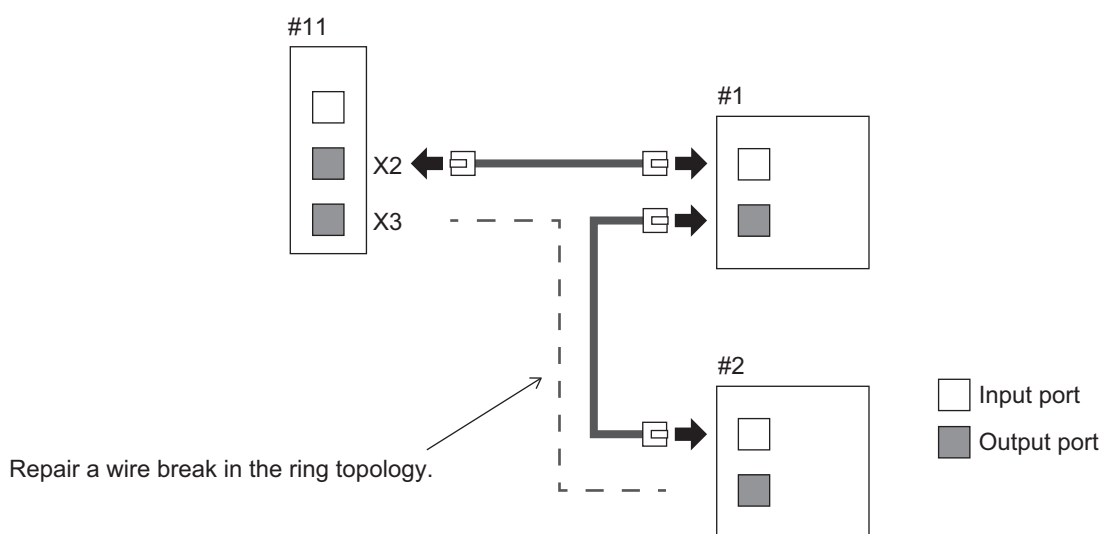 #11
#1
X2
X3
#2
Input port
Output port
Repair a wire break in the ring topology.